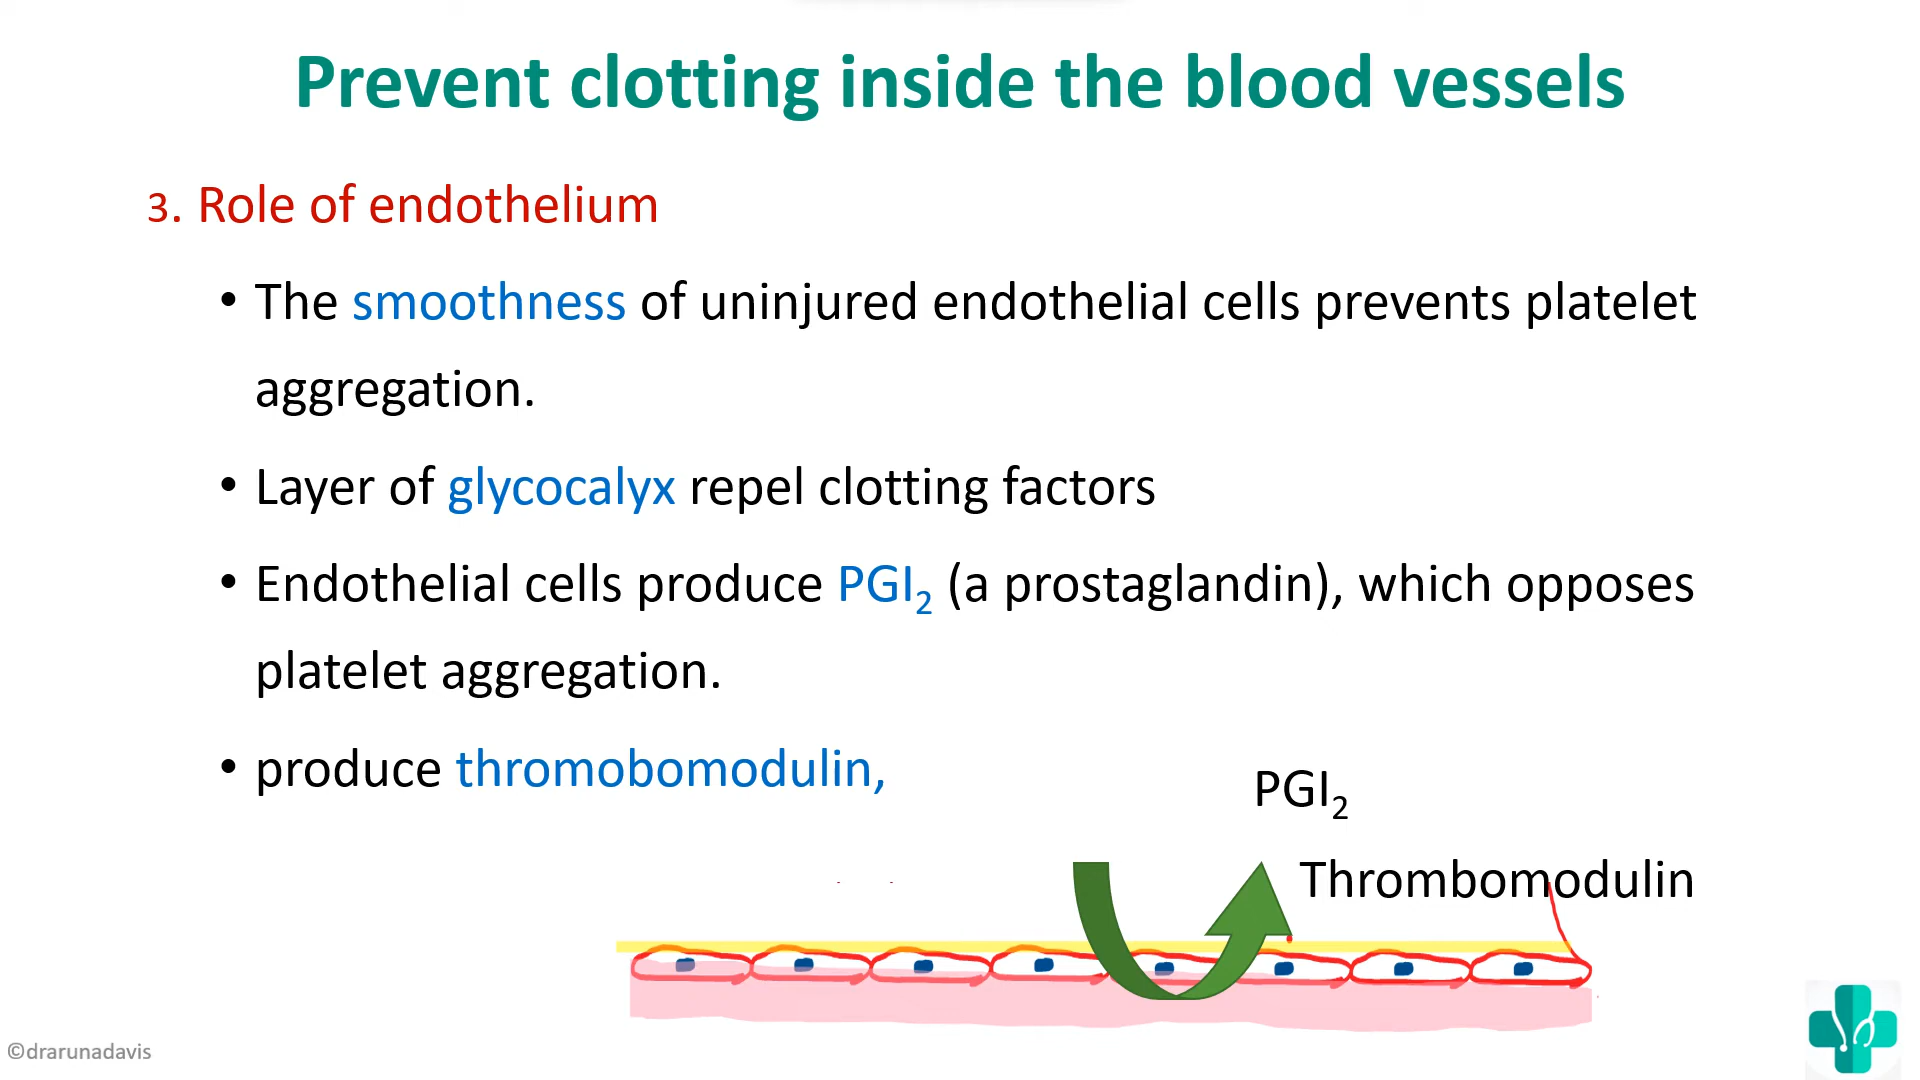 Prevent clotting inside the blood vessels
3. Role of endothelium
• The smoothness of uninjured endothelial cells prevents platelet
aggregation.
• Layer of glycocalyx repel clotting factors
• Endothelial cells produce PGI₂ (a prostaglandin), which opposes
platelet aggregation.
• produce thromobomodulin,
PGI₂
Thrombomodulin
©drarunadavis